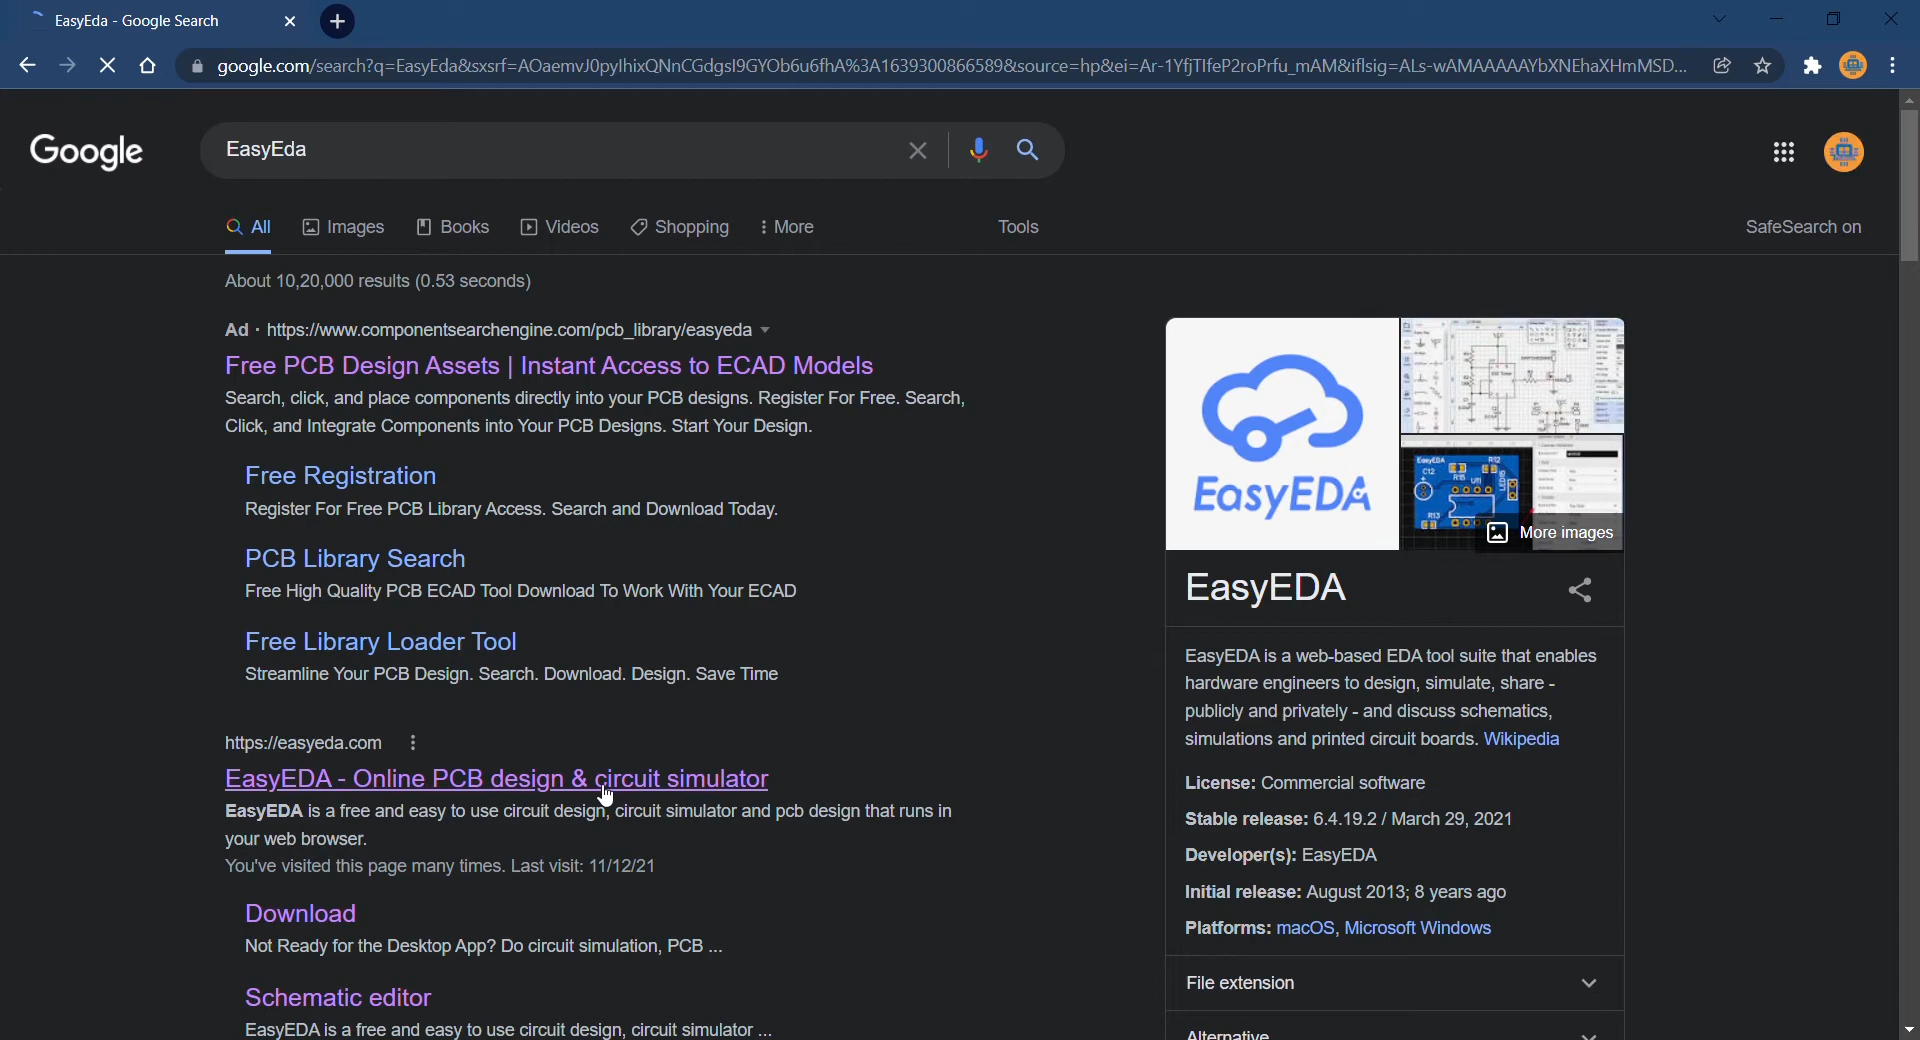 EasyEda - Google Search
google.com/search?q=EasyEda&sxsrf=AOaemvJ0pyIhixQNnCGdgsI9GYOb6u6fhA%3A1639300866589&source=hp&ei=Ar-1YfjTIfeP2roPrfu_mAM&iflsig=ALs-wAMAAAAAYbXNEhaXHmMSD...
Google
EasyEda
All Images Books Videos Shopping More Tools SafeSearch on
About 10,20,000 results (0.53 seconds)
Ad · https://www.componentsearchengine.com/pcb_library/easyeda
Free PCB Design Assets | Instant Access to ECAD Models
Search, click, and place components directly into your PCB designs. Register For Free. Search,
Click, and Integrate Components into Your PCB Designs. Start Your Design.
Free Registration
Register For Free PCB Library Access. Search and Download Today.
PCB Library Search
Free High Quality PCB ECAD Tool Download To Work With Your ECAD
Free Library Loader Tool
Streamline Your PCB Design. Search. Download. Design. Save Time
https://easyeda.com
EasyEDA - Online PCB design & circuit simulator
EasyEDA is a free and easy to use circuit design, circuit simulator and pcb design that runs in
your web browser.
You've visited this page many times. Last visit: 11/12/21
Download
Not Ready for the Desktop App? Do circuit simulation, PCB ...
Schematic editor
EasyEDA is a free and easy to use circuit design, circuit simulator ...
EasyEDA
EasyEDA
C12
R15
U11
R12
LED15
R13
More images
EasyEDA
EasyEDA is a web-based EDA tool suite that enables
hardware engineers to design, simulate, share -
publicly and privately - and discuss schematics,
simulations and printed circuit boards. Wikipedia
License: Commercial software
Stable release: 6.4.19.2 / March 29, 2021
Developer(s): EasyEDA
Initial release: August 2013; 8 years ago
Platforms: macOS, Microsoft Windows
File extension
Alternative